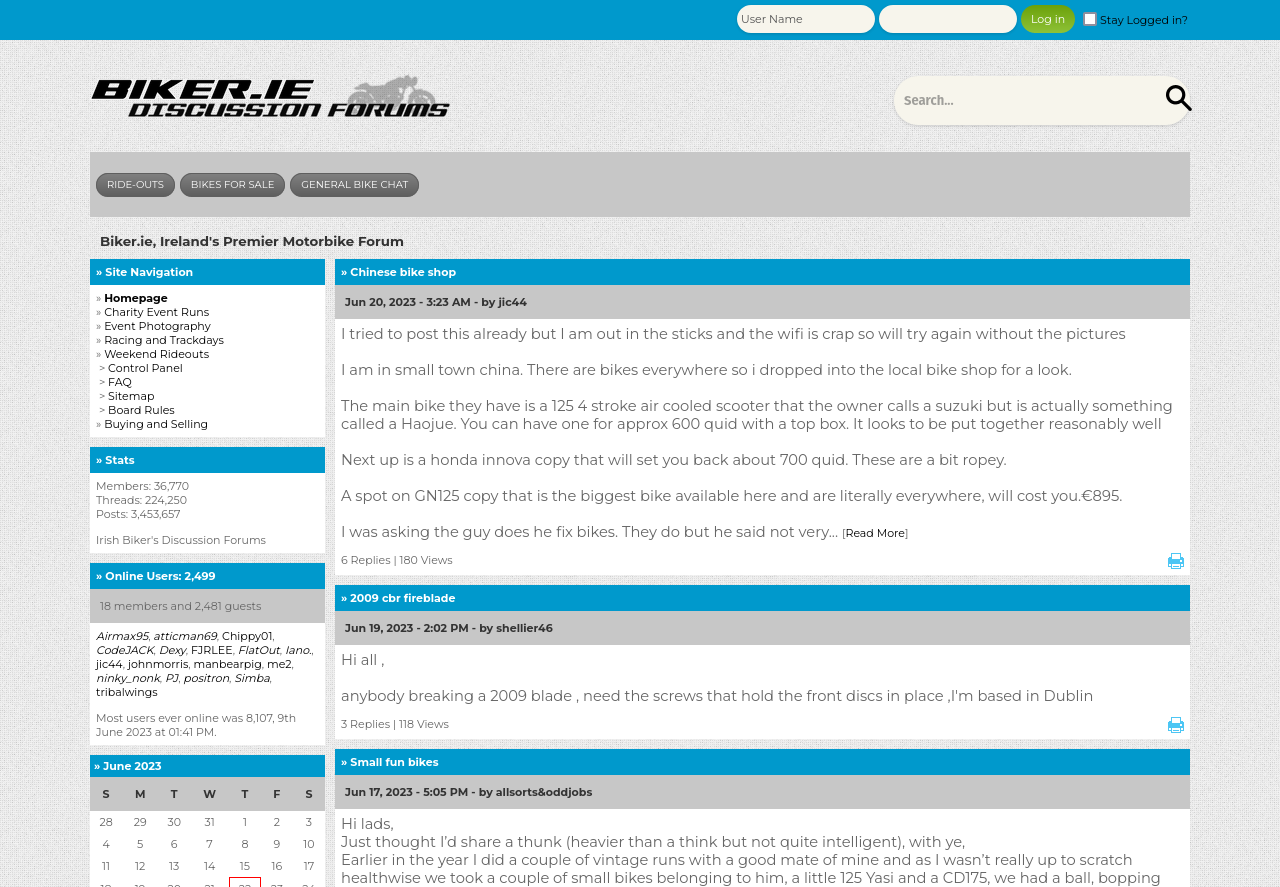 User Name
Log in
Stay Logged in?
BIKER.IE
DISCUSSION FORUMS
Search...
RIDE-OUTS
BIKES FOR SALE
GENERAL BIKE CHAT
Biker.ie, Ireland's Premier Motorbike Forum
» Site Navigation
» Homepage
» Charity Event Runs
» Event Photography
» Racing and Trackdays
» Weekend Rideouts
> Control Panel
> FAQ
> Sitemap
> Board Rules
» Buying and Selling
» Stats
Members: 36,770
Threads: 224,250
Posts: 3,453,657
Irish Biker's Discussion Forums
» Online Users: 2,499
18 members and 2,481 guests
Airmax95, atticman69, Chippy01,
CodeJACK, Dexy, FJRLEE, FlatOut, lano.,
jic44, johnmorris, manbearpig, me2,
ninky_nonk, PJ, positron, Simba,
tribalwings
Most users ever online was 8,107, 9th
June 2023 at 01:41 PM.
» June 2023
S M T W T F S
28 29 30 31 1 2 3
4 5 6 7 8 9 10
11 12 13 14 15 16 17
» Chinese bike shop
Jun 20, 2023 - 3:23 AM - by jic44
I tried to post this already but I am out in the sticks and the wifi is crap so will try again without the pictures
I am in small town china. There are bikes everywhere so i dropped into the local bike shop for a look.
The main bike they have is a 125 4 stroke air cooled scooter that the owner calls a suzuki but is actually something
called a Haojue. You can have one for approx 600 quid with a top box. It looks to be put together reasonably well
Next up is a honda innova copy that will set you back about 700 quid. These are a bit ropey.
A spot on GN125 copy that is the biggest bike available here and are literally everywhere, will cost you.€895.
I was asking the guy does he fix bikes. They do but he said not very... [Read More]
6 Replies | 180 Views
» 2009 cbr fireblade
Jun 19, 2023 - 2:02 PM - by shellier46
Hi all ,
anybody breaking a 2009 blade , need the screws that hold the front discs in place ,I'm based in Dublin
3 Replies | 118 Views
» Small fun bikes
Jun 17, 2023 - 5:05 PM - by allsorts&oddjobs
Hi lads,
Just thought I’d share a thunk (heavier than a think but not quite intelligent), with ye,
Earlier in the year I did a couple of vintage runs with a good mate of mine and as I wasn’t really up to scratch
healthwise we took a couple of small bikes belonging to him, a little 125 Yasi and a CD175, we had a ball, bopping